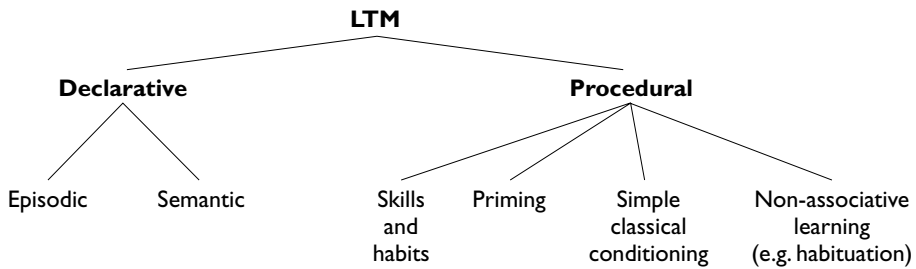 LTM
Declarative
Procedural
Episodic
Semantic
Skills
and
habits
Priming
Simple
classical
conditioning
Non-associative
learning
(e.g. habituation)